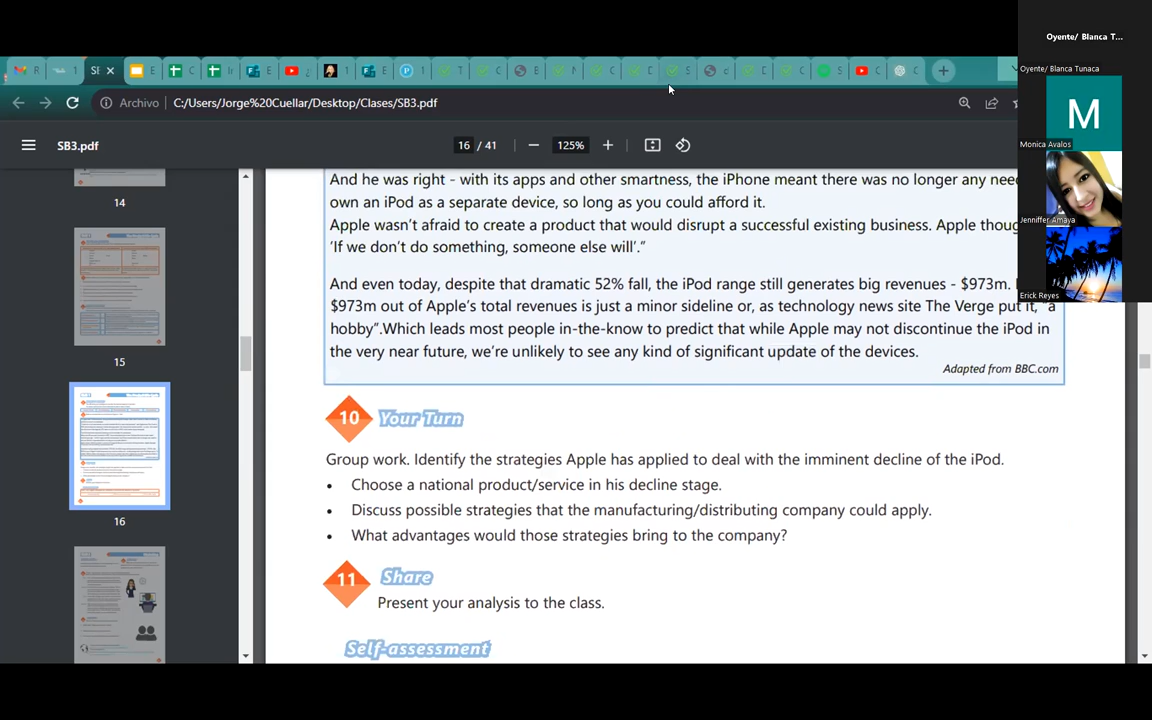 Oyente/ Blanca T...
Oyente/ Blanca Tunaca
M
Monica Avalos
Jenniffer Amaya
Erick Reyes
SB
Archivo C:/Users/Jorge%20Cuellar/Desktop/Clases/SB3.pdf
SB3.pdf
16 / 41
125%
14
15
16
And he was right - with its apps and other smartness, the iPhone meant there was no longer any
own an iPod as a separate device, so long as you could afford it.
Apple wasn't afraid to create a product that would disrupt a successful existing business. Apple
'If we don't do something, someone else will'."
And even today, despite that dramatic 52% fall, the iPod range still generates big revenues - $973m.
$973m out of Apple's total revenues is just a minor sideline or, as technology news site The Verge put it, "a
hobby".Which leads most people in-the-know to predict that while Apple may not discontinue the iPod in
the very near future, we're unlikely to see any kind of significant update of the devices.
Adapted from BBC.com
10 Your Turn
Group work. Identify the strategies Apple has applied to deal with the imminent decline of the iPod.
• Choose a national product/service in his decline stage.
• Discuss possible strategies that the manufacturing/distributing company could apply.
• What advantages would those strategies bring to the company?
11 Share
Present your analysis to the class.
Self-assessment